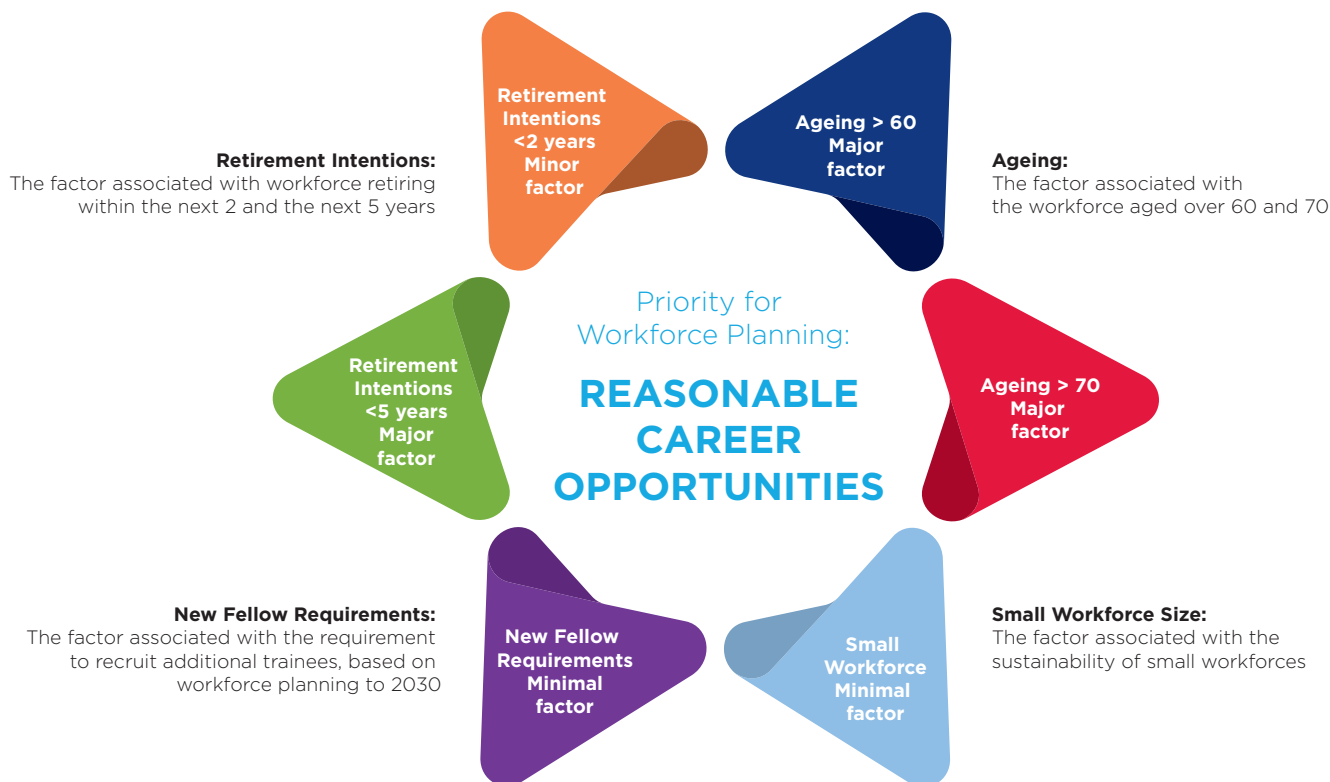 Retirement
Intentions
<2 years
Minor
factor
Ageing > 60
Major
factor
Retirement Intentions:
The factor associated with workforce retiring
within the next 2 and the next 5 years
Ageing:
The factor associated with
the workforce aged over 60 and 70
Priority for
Workforce Planning:
REASONABLE
CAREER
OPPORTUNITIES
Retirement
Intentions
<5 years
Major
factor
Ageing > 70
Major
factor
New Fellow Requirements:
The factor associated with the requirement
to recruit additional trainees, based on
workforce planning to 2030
New Fellow
Requirements
Minimal
factor
Small
Workforce
Minimal
factor
Small Workforce Size:
The factor associated with the
sustainability of small workforces